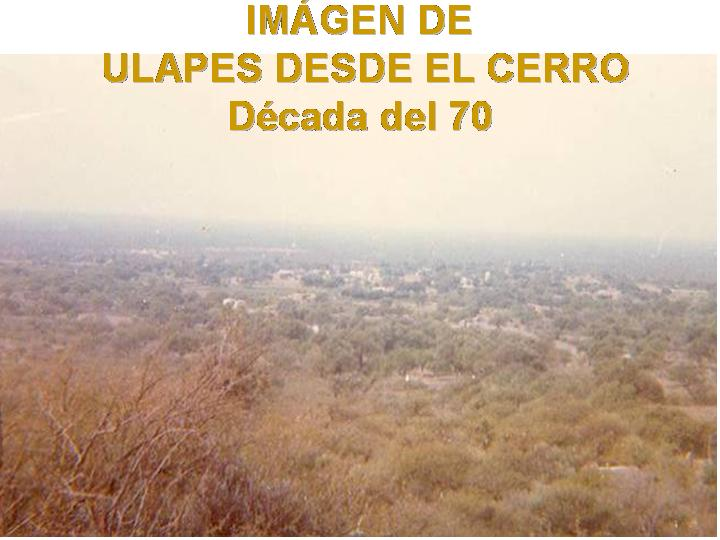 IMÁGEN DE
ULAPES DESDE EL CERRO
Década del 70